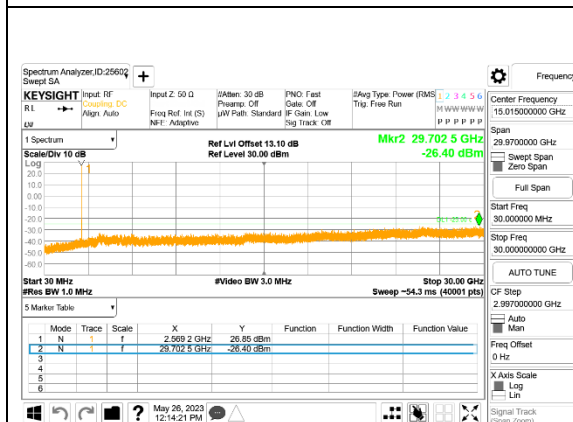 Spectrum Analyzer,ID:25602
Swept SA
+
Frequency
KEYSIGHT
RL
Input: RF
Coupling: DC
Align: Auto
Input Z: 50 Ω
Freq Ref: Int (S)
NFE: Adaptive
#Atten: 30 dB
Preamp: Off
µW Path: Standard
PNO: Fast
Gate: Off
IF Gain: Low
Sig Track: Off
#Avg Type: Power (RMS
Trig: Free Run
1 2 3 4 5 6
M W W W W W
P P P P P P
1 Spectrum
Scale/Div 10 dB
Ref Lvl Offset 13.10 dB
Ref Level 30.00 dBm
Mkr2 29.702 5 GHz
-26.40 dBm
Log
20.0
10.0
0.00
-10.0
-20.0
-30.0
-40.0
-50.0
-60.0
1
Start 30 MHz
#Res BW 1.0 MHz
#Video BW 3.0 MHz
Stop 30.00 GHz
Sweep ~54.3 ms (40001 pts)
5 Marker Table
Mode Trace Scale X Y Function Function Width Function Value
1 N 1 f 2.569 2 GHz 26.85 dBm
2 N 1 f 29.702 5 GHz -26.40 dBm
3
4
5
6
? May 26, 2023
12:14:21 PM
Center Frequency
15.015000000 GHz
Span
29.9700000 GHz
Swept Span
Zero Span
Full Span
Start Freq
30.000000 MHz
Stop Freq
30.00000000 GHz
AUTO TUNE
CF Step
2.997000000 GHz
Auto
Man
Freq Offset
0 Hz
X Axis Scale
Log
Lin
Signal Track
(Span Zoom)